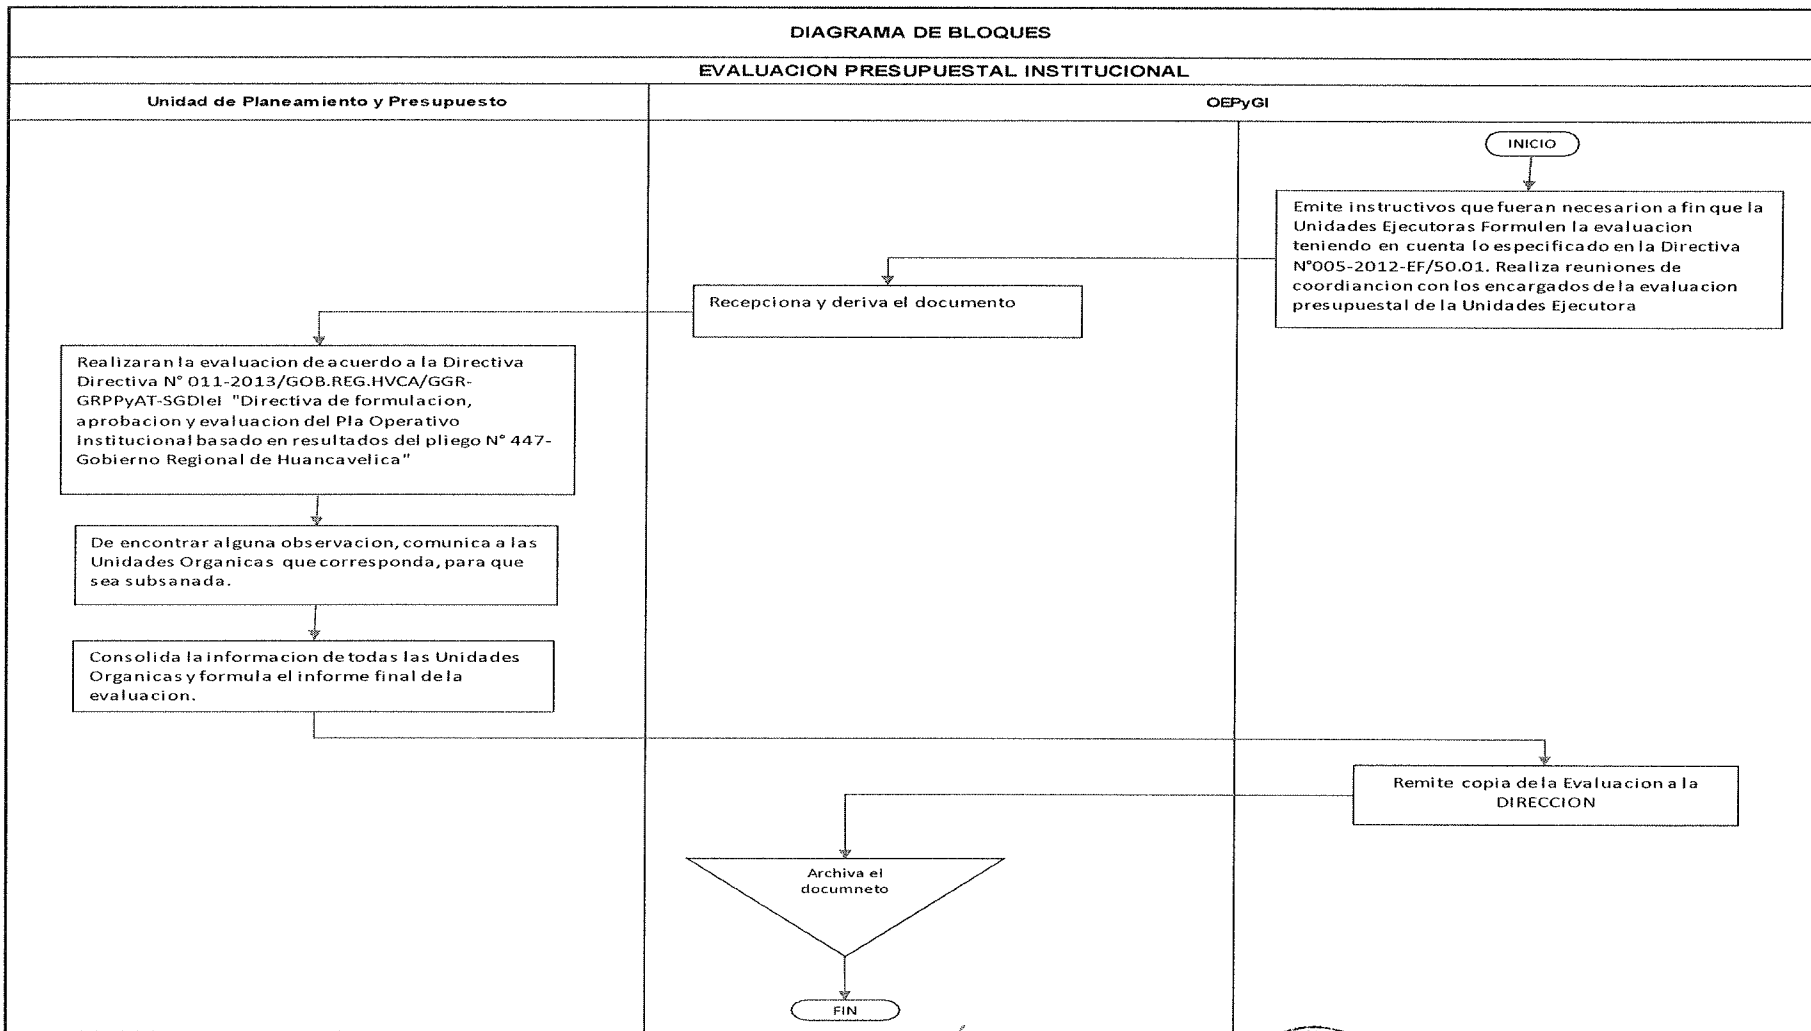 DIAGRAMA DE BLOQUES
EVALUACION PRESUPUESTAL INSTITUCIONAL
Unidad de Planeamiento y Presupuesto
OEPyGI
INICIO
Emite instructivos que fueran necesarion a fin que la
Unidades Ejecutoras Formulen la evaluacion
teniendo en cuenta lo especificado en la Directiva
N°005-2012-EF/50.01. Realiza reuniones de
coordiancion con los encargados de la evaluacion
presupuestal de la Unidades Ejecutora
Recepciona y deriva el documento
Realizaran la evaluacion de acuerdo a la Directiva
Directiva N° 011-2013/GOB.REG.HVCA/GGR-
GRPPyAT-SGDIeI "Directiva de formulacion,
aprobacion y evaluacion del Pla Operativo
Institucional basado en resultados del pliego N° 447-
Gobierno Regional de Huancavelica"
De encontrar alguna observacion, comunica a las
Unidades Organicas que corresponda, para que
sea subsanada.
Consolida la informacion de todas las Unidades
Organicas y formula el informe final de la
evaluacion.
Remite copia de la Evaluacion a la
DIRECCION
Archiva el
documneto
FIN